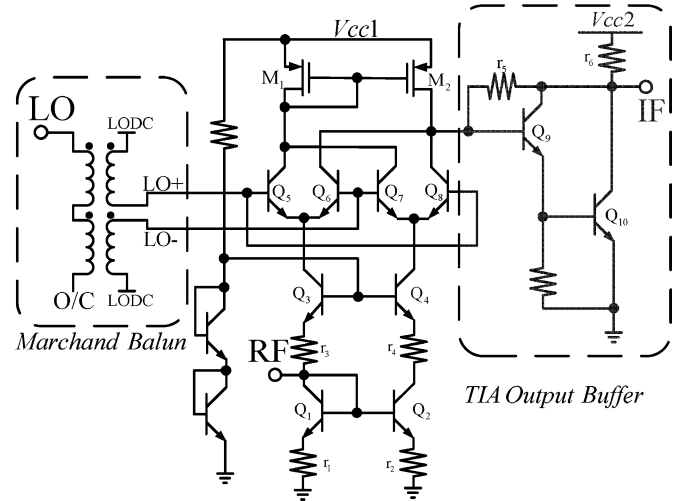 Vcc1
Vcc2
r5
r6
M1
M2
LO
LODC
IF
Q9
LO+
Q5
Q6
Q7
Q8
Q10
LO-
O/C
LODC
Q3
Q4
Marchand Balun
RF
r3
r4
TIA Output Buffer
Q1
Q2
r1
r2